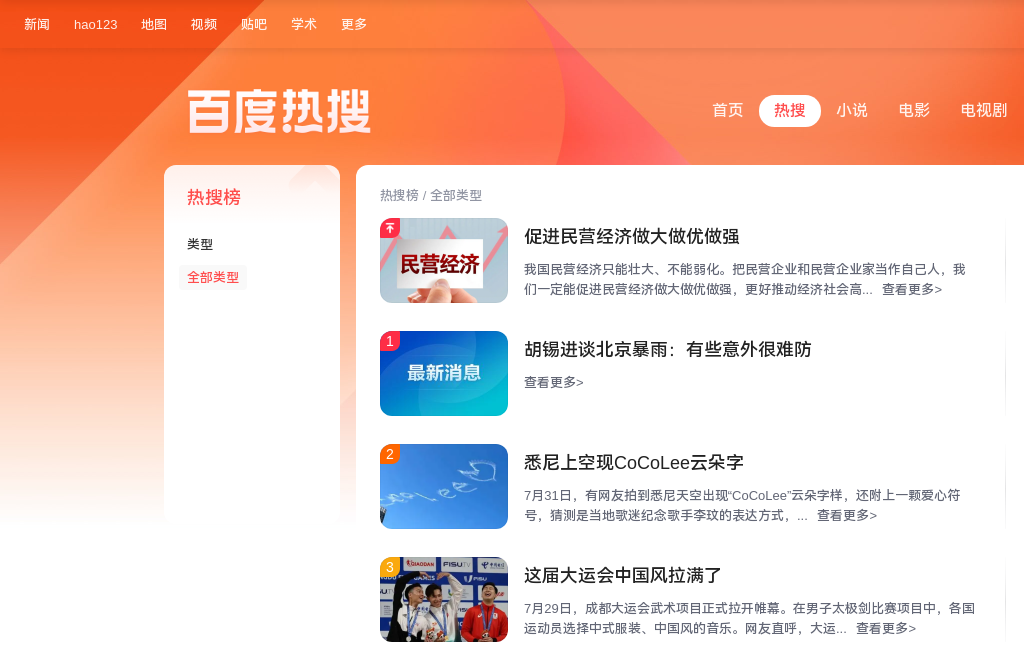 新闻 hao123 地图 视频 贴吧 学术 更多
百度热搜
首页 热搜 小说 电影 电视剧
热搜榜
类型
全部类型
热搜榜 / 全部类型
民营经济
促进民营经济做大做优做强
我国民营经济只能壮大、不能弱化。把民营企业和民营企业家当作自己人，我
们一定能促进民营经济做大做优做强，更好推动经济社会高... 查看更多>
1
最新消息
胡锡进谈北京暴雨：有些意外很难防
查看更多>
2
悉尼上空现CoCoLee云朵字
7月31日，有网友拍到悉尼天空出现“CoCoLee”云朵字样，还附上一颗爱心符
号，猜测是当地歌迷纪念歌手李玟的表达方式，... 查看更多>
3
这届大运会中国风拉满了
7月29日，成都大运会武术项目正式拉开帷幕。在男子太极剑比赛项目中，各国
运动员选择中式服装、中国风的音乐。网友直呼，大运... 查看更多>